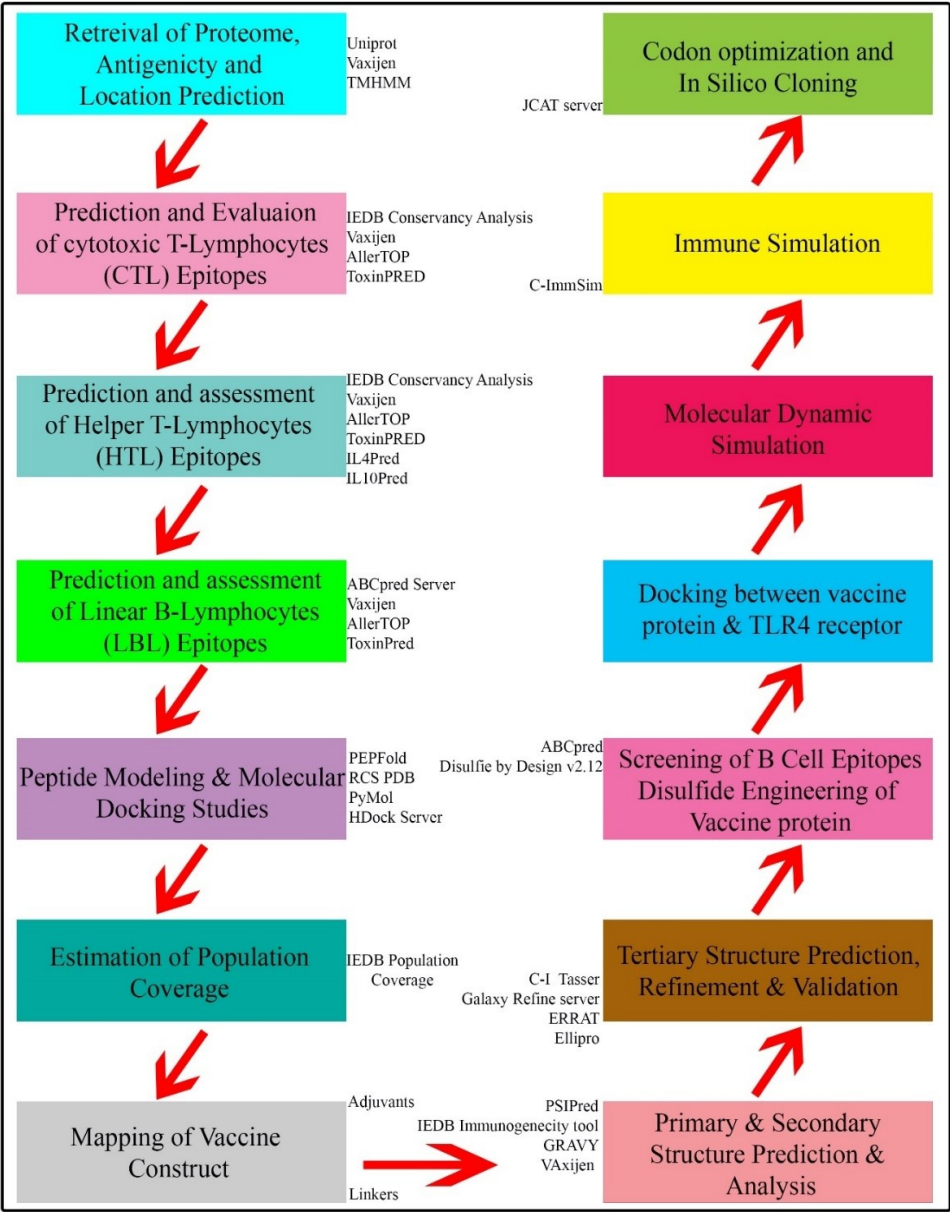 Retreival of Proteome,
Antigenicty and
Location Prediction
Uniprot
Vaxijen
TMHMM
Prediction and Evaluaion
of cytotoxic T-Lymphocytes
(CTL) Epitopes
IEDB Conservancy Analysis
Vaxijen
AllerTOP
ToxinPRED
Prediction and assessment
of Helper T-Lymphocytes
(HTL) Epitopes
IEDB Conservancy Analysis
Vaxijen
AllerTOP
ToxinPRED
IL4Pred
IL10Pred
Prediction and assessment
of Linear B-Lymphocytes
(LBL) Epitopes
ABCpred Server
Vaxijen
AllerTOP
ToxinPred
Peptide Modeling & Molecular
Docking Studies
PEPFold
RCS PDB
PyMol
HDock Server
Estimation of Population
Coverage
IEDB Population
Coverage
Mapping of Vaccine
Construct
Adjuvants
Linkers
PSIPred
IEDB Immunogenecity tool
GRAVY
VAxijen
Primary & Secondary
Structure Prediction &
Analysis
C-I Tasser
Galaxy Refine server
ERRAT
Ellipro
Tertiary Structure Prediction,
Refinement & Validation
ABCpred
Disulfie by Design v2.12
Screening of B Cell Epitopes
Disulfide Engineering of
Vaccine protein
Docking between vaccine
protein & TLR4 receptor
Molecular Dynamic
Simulation
C-ImmSim
Immune Simulation
JCAT server
Codon optimization and
In Silico Cloning